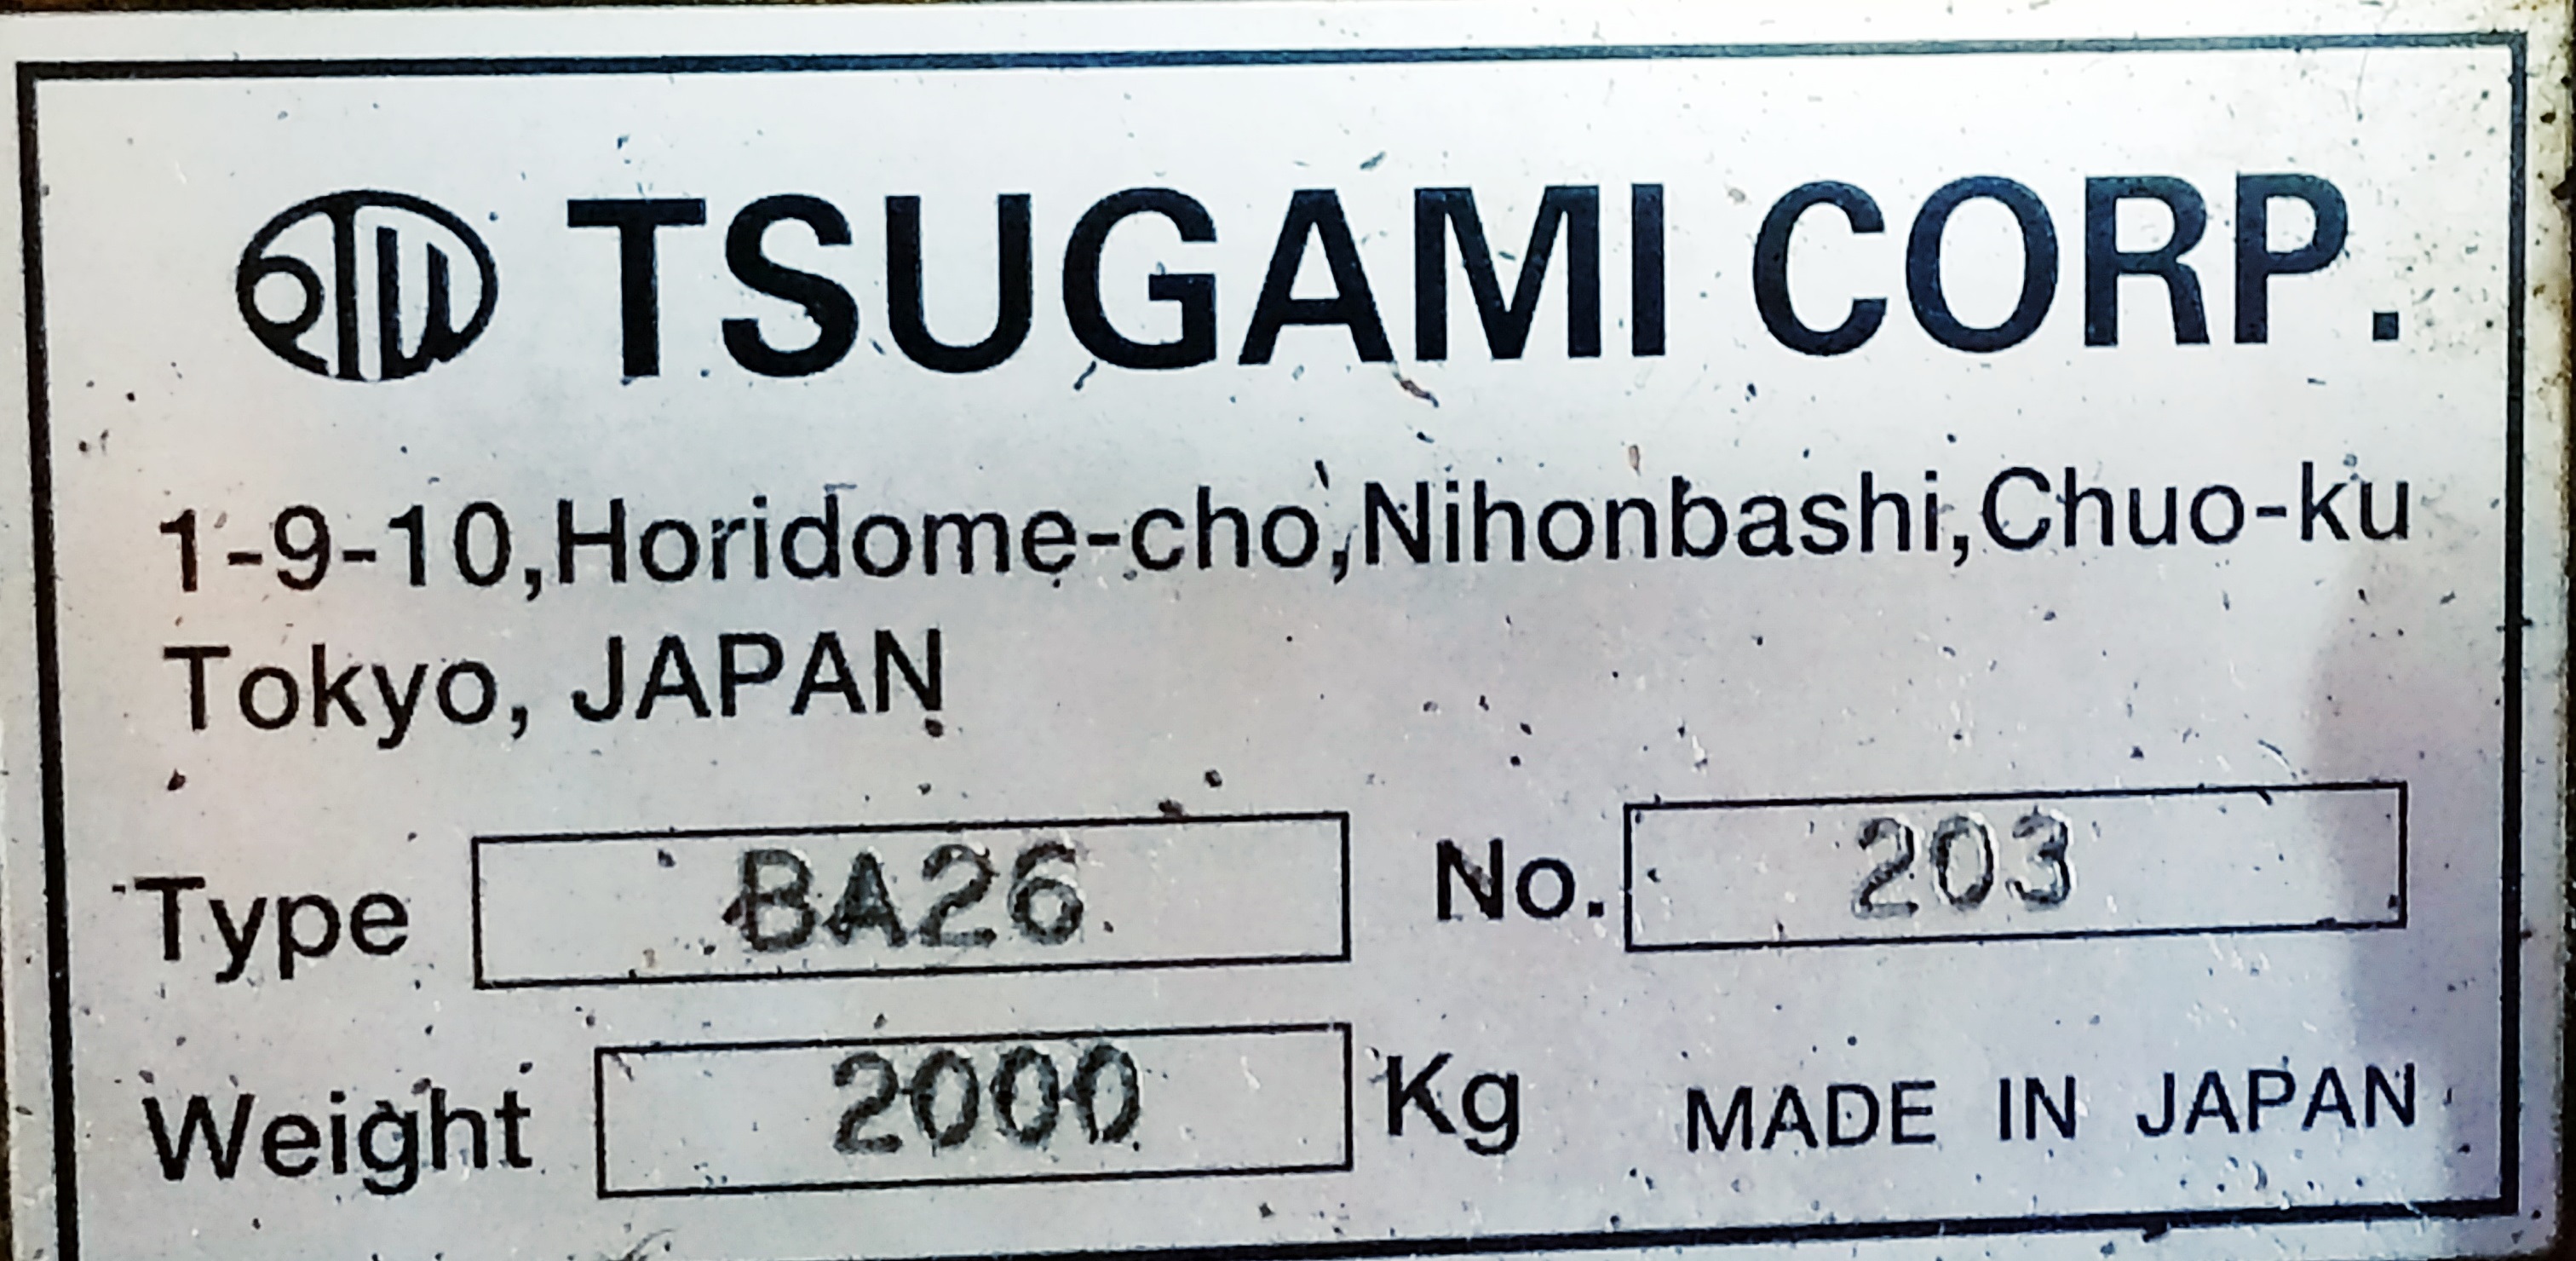 TSUGAMI CORP.
1-9-10,Horidome-cho,Nihonbashi,Chuo-ku
Tokyo, JAPAN
Type BA26 No. 203
Weight 2000 Kg MADE IN JAPAN